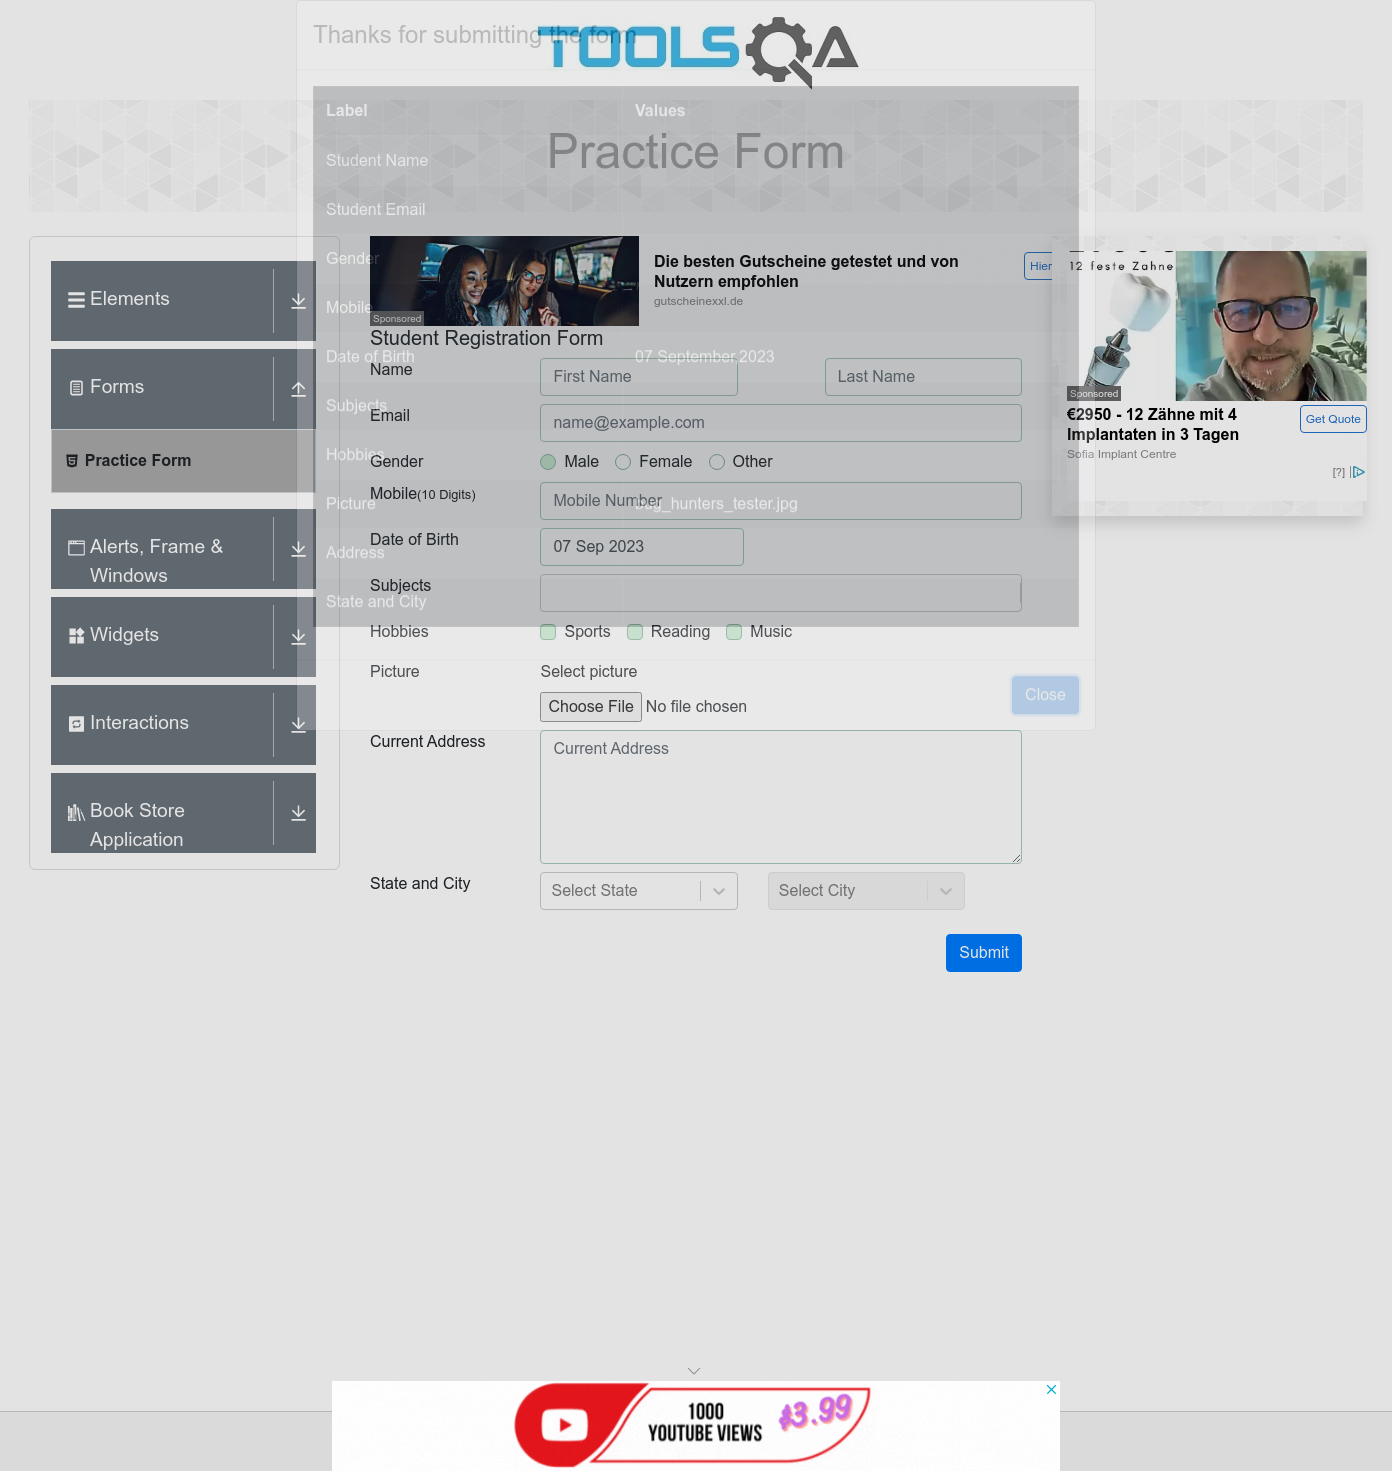 Thanks for submitting the form
TOOLSQA
Label Values
Practice Form
Student Name
Student Email
Gender
Mobile
Die besten Gutscheine getestet und von
Nutzern empfohlen
gutscheinexxl.de
Hier
Sponsored
12 feste Zähne
Sponsored
€2950 - 12 Zähne mit 4
Implantaten in 3 Tagen
Sofia Implant Centre
Get Quote
[?]
Elements
Forms
Practice Form
Alerts, Frame &
Windows
Widgets
Interactions
Book Store
Application
Student Registration Form
Date of Birth 07 September,2023
Name First Name Last Name
Subjects
Email name@example.com
Hobbies
Gender Male Female Other
Mobile(10 Digits) Mobile Number
Picture bug_hunters_tester.jpg
Date of Birth 07 Sep 2023
Address
Subjects
State and City
Hobbies Sports Reading Music
Picture Select picture
Close
Choose File No file chosen
Current Address Current Address
State and City Select State Select City
Submit
1000
YOUTUBE VIEWS
$3.99